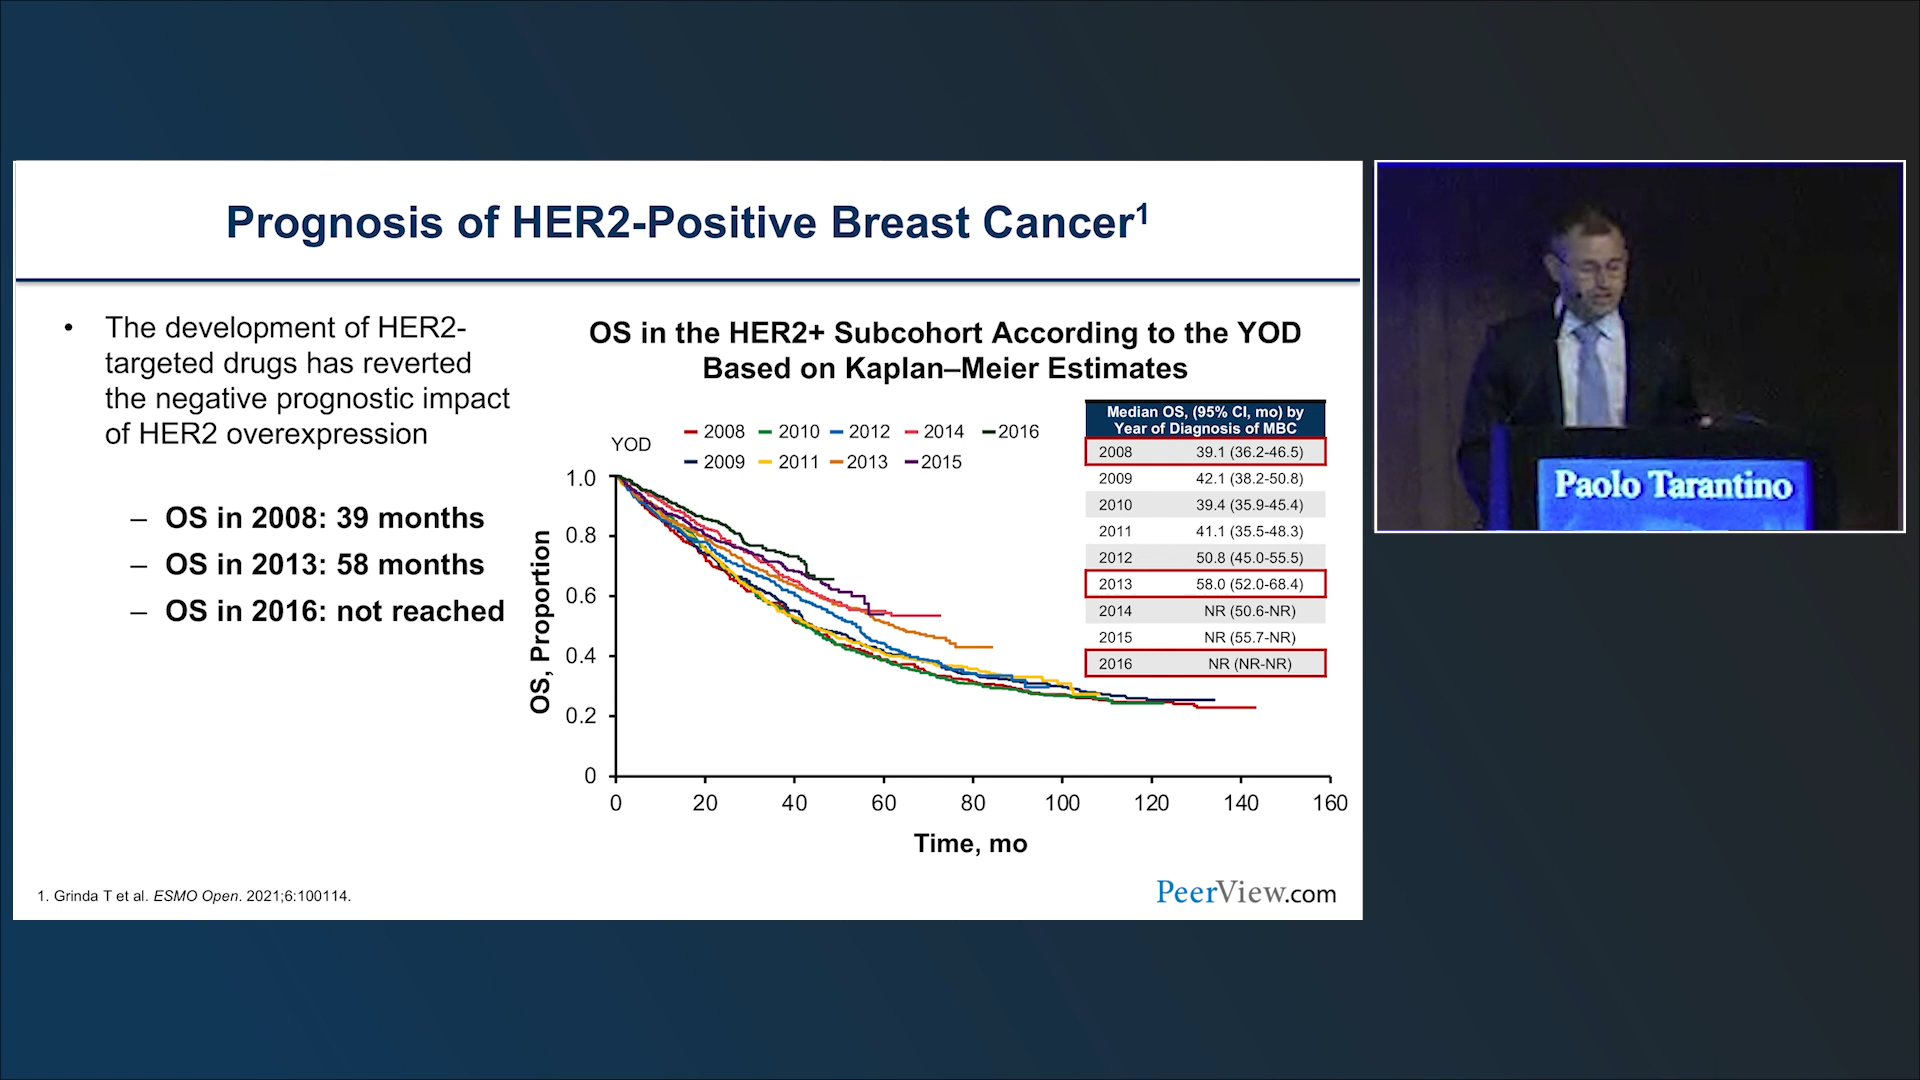 Prognosis of HER2-Positive Breast Cancer1
• The development of HER2-
targeted drugs has reverted
the negative prognostic impact
of HER2 overexpression
– OS in 2008: 39 months
– OS in 2013: 58 months
– OS in 2016: not reached
OS in the HER2+ Subcohort According to the YOD
Based on Kaplan–Meier Estimates
YOD
2008 2010 2012 2014 2016
2009 2011 2013 2015
Median OS, (95% CI, mo) by
Year of Diagnosis of MBC
2008 39.1 (36.2-46.5)
2009 42.1 (38.2-50.8)
2010 39.4 (35.9-45.4)
2011 41.1 (35.5-48.3)
2012 50.8 (45.0-55.5)
2013 58.0 (52.0-68.4)
2014 NR (50.6-NR)
2015 NR (55.7-NR)
2016 NR (NR-NR)
OS, Proportion
1.0
0.8
0.6
0.4
0.2
0
0 20 40 60 80 100 120 140 160
Time, mo
1. Grinda T et al. ESMO Open. 2021;6:100114.
PeerView.com
Paolo Tarantino